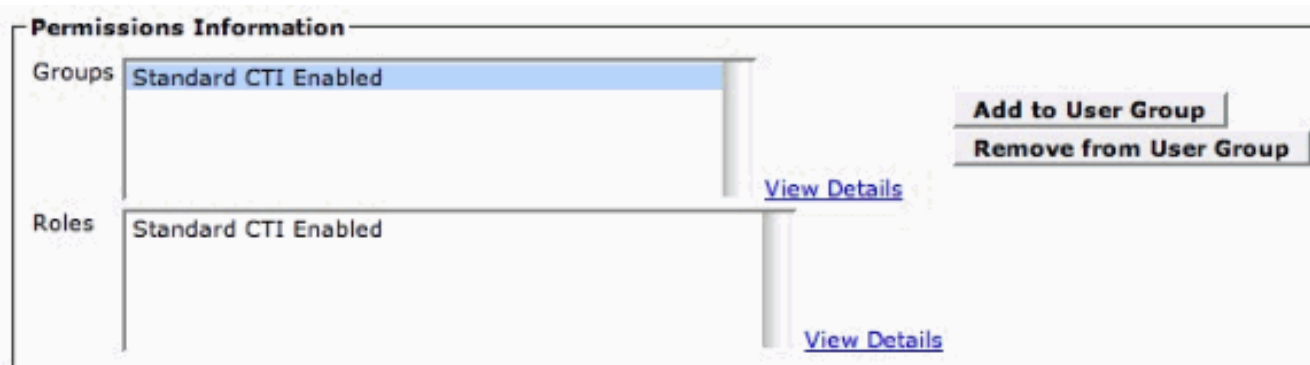 Permissions Information
Groups
Standard CTI Enabled
Add to User Group
Remove from User Group
View Details
Roles
Standard CTI Enabled
View Details